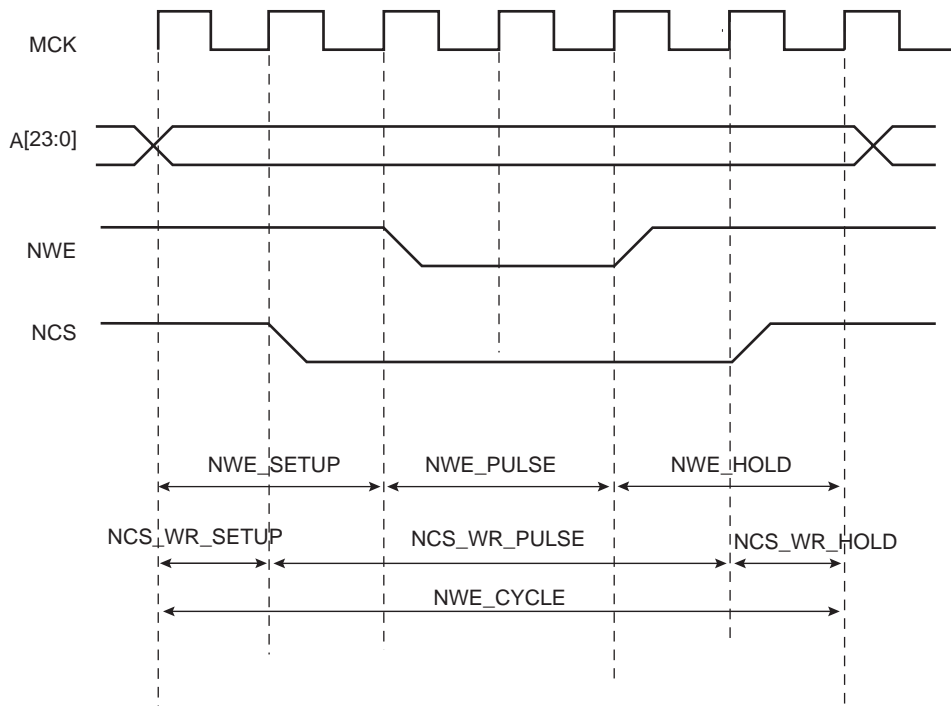 MCK
A[23:0]
NWE
NCS
NWE_SETUP NWE_PULSE NWE_HOLD
NCS_WR_SETUP NCS_WR_PULSE NCS_WR_HOLD
NWE_CYCLE